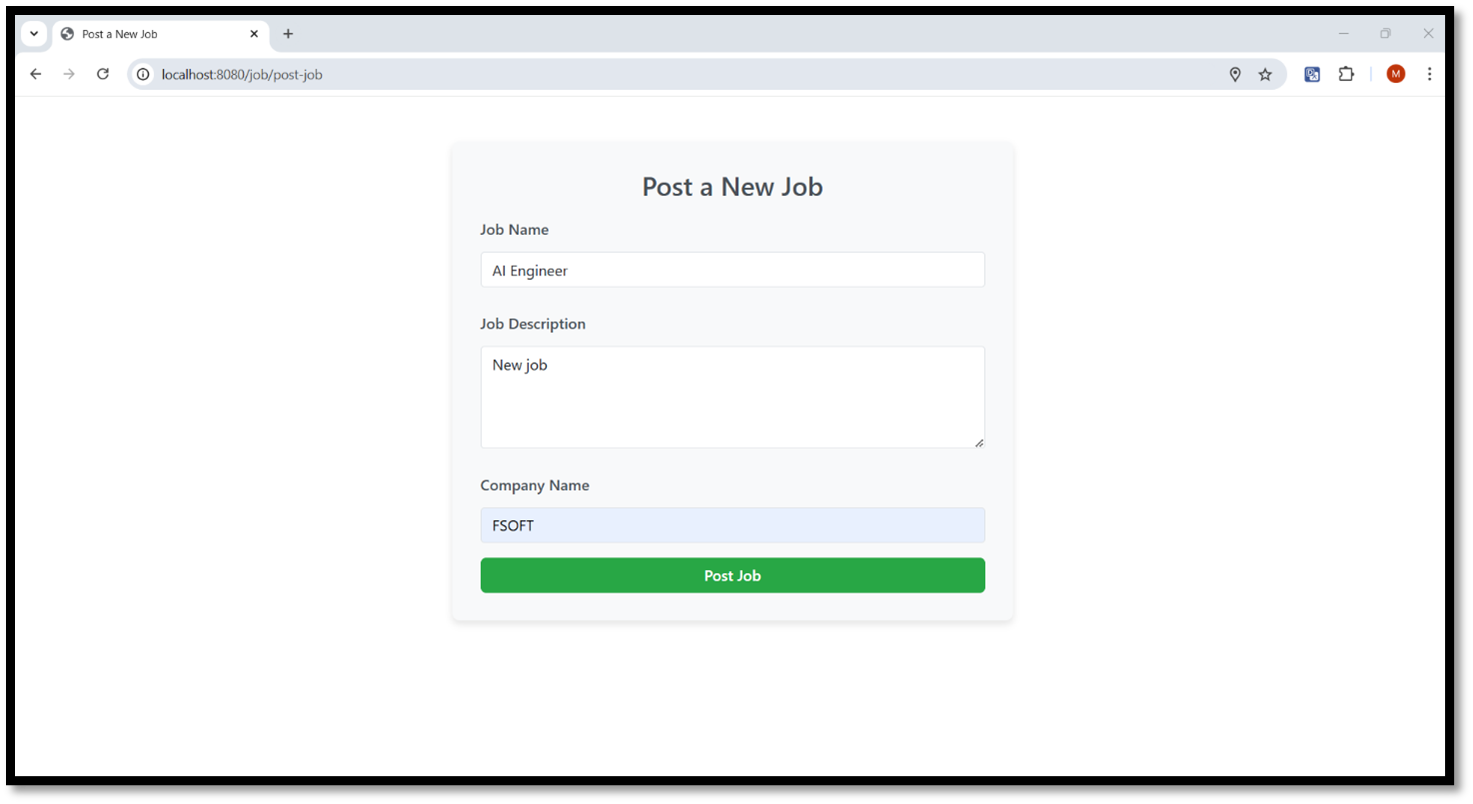 Post a New Job
localhost:8080/job/post-job
M
Post a New Job
Job Name
AI Engineer
Job Description
New job
Company Name
FSOFT
Post Job